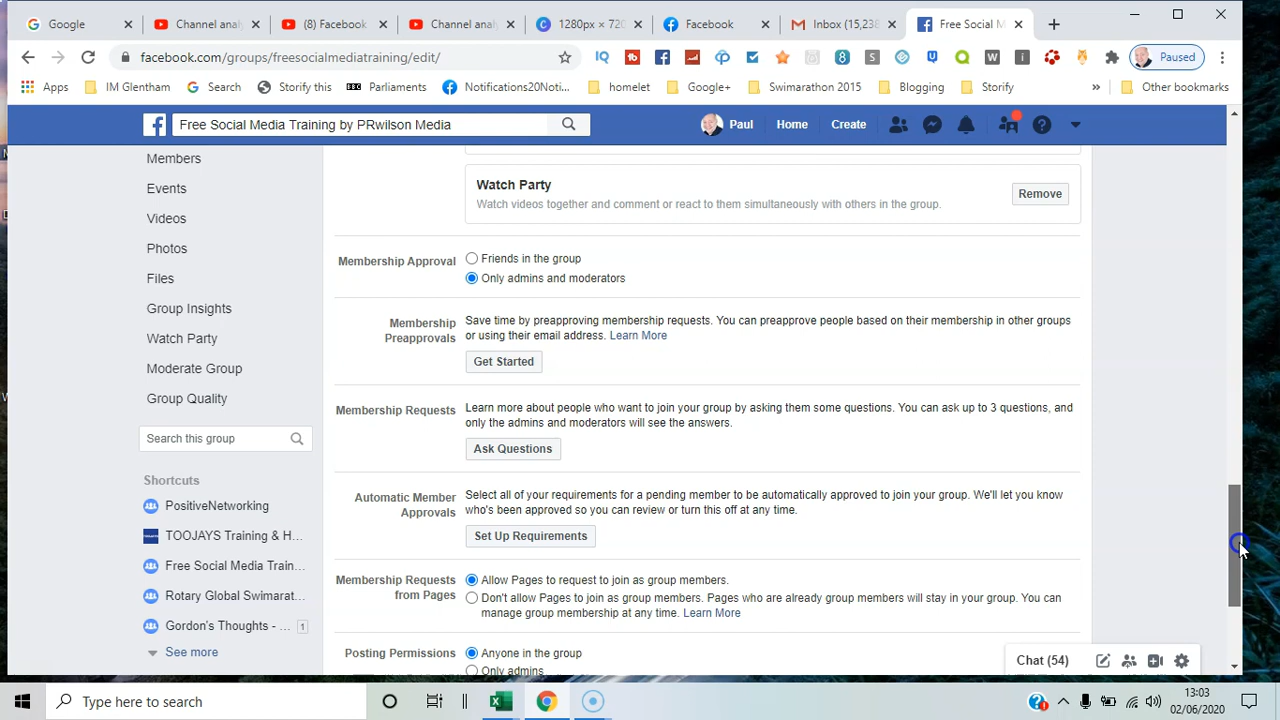 Google
Channel anal
(8) Facebook
Channel anal
1280px × 720
Facebook
Inbox (15,238
Free Social M
facebook.com/groups/freesocialmediatraining/edit/
Paused
Apps
IM Glentham
Search
Storify this
BBC Parliament
Notifications20Noti...
homelet
Google+
Swimarathon 2015
Blogging
Storify
»
Other bookmarks
Free Social Media Training by PRwilson Media
Paul
Home
Create
Members
Events
Videos
Photos
Files
Group Insights
Watch Party
Moderate Group
Group Quality
Search this group
Shortcuts
PositiveNetworking
TOOJAYS Training & H...
Free Social Media Train...
Rotary Global Swimarat...
Gordon's Thoughts - ... 1
See more
Watch Party
Watch videos together and comment or react to them simultaneously with others in the group.
Remove
Membership Approval
Friends in the group
Only admins and moderators
Membership
Preapprovals
Save time by preapproving membership requests. You can preapprove people based on their membership in other groups
or using their email address. Learn More
Get Started
Membership Requests
Learn more about people who want to join your group by asking them some questions. You can ask up to 3 questions, and
only the admins and moderators will see the answers.
Ask Questions
Automatic Member
Approvals
Select all of your requirements for a pending member to be automatically approved to join your group. We'll let you know
who's been approved so you can review or turn this off at any time.
Set Up Requirements
Membership Requests
from Pages
Allow Pages to request to join as group members.
Don't allow Pages to join as group members. Pages who are already group members will stay in your group. You can
manage group membership at any time. Learn More
Posting Permissions
Anyone in the group
Only admins
Chat (54)
Type here to search
13:03
02/06/2020